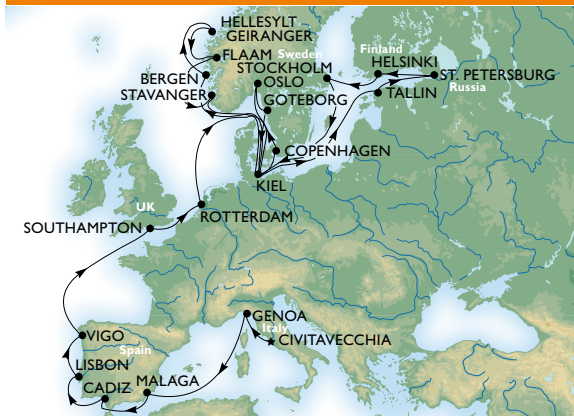 HELLESYLT
GEIRANGER
FLAAM
Sweden
Finland
STOCKHOLM
HELSINKI
OSLO
ST. PETERSBURG
BERGEN
Russia
STAVANGER
GOTEBORG
TALLIN
COPENHAGEN
KIEL
UK
ROTTERDAM
SOUTHAMPTON
GENOA
Italy
VIGO
CIVITAVECCHIA
Spain
LISBON
CADIZ
MALAGA